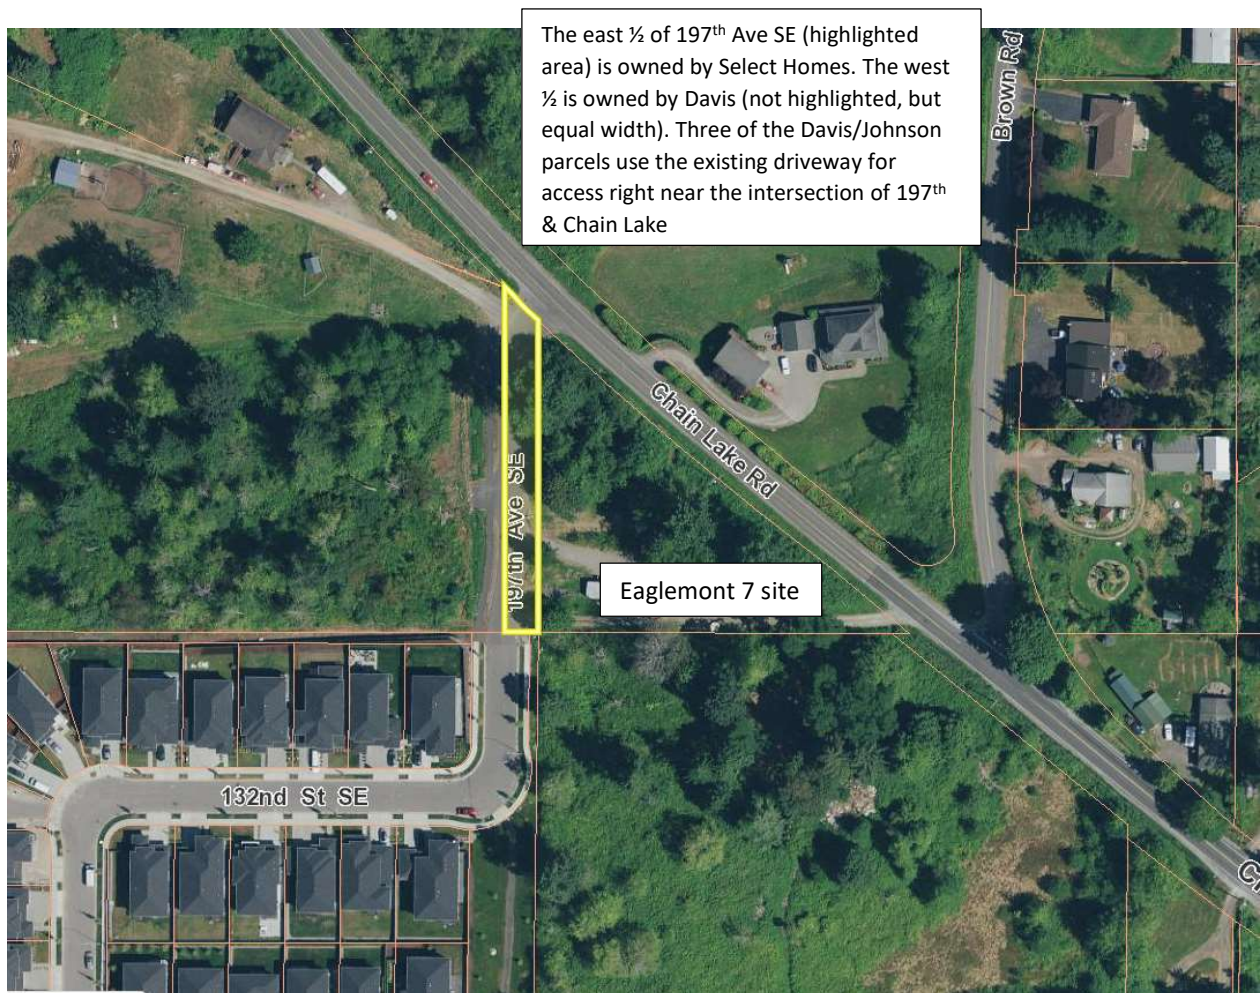 The east ½ of 197th Ave SE (highlighted
area) is owned by Select Homes. The west
½ is owned by Davis (not highlighted, but
equal width). Three of the Davis/Johnson
parcels use the existing driveway for
access right near the intersection of 197th
& Chain Lake
Brown Rd
Chain Lake Rd
197th Ave SE
Eaglemont 7 site
132nd St SE